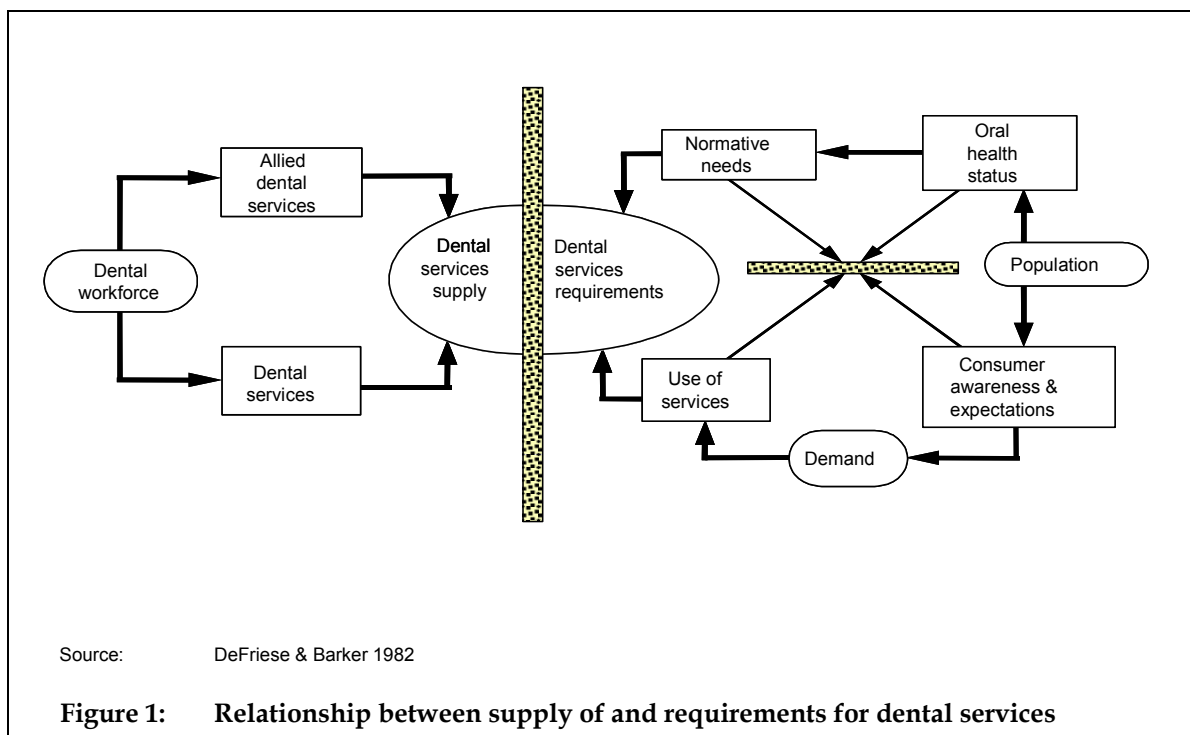 Allied
dental
services
Dental
workforce
Dental
services
Dental
services
supply
Dental
services
requirements
Normative
needs
Oral
health
status
Population
Consumer
awareness &
expectations
Use of
services
Demand
Source: DeFriese & Barker 1982
Figure 1: Relationship between supply of and requirements for dental services